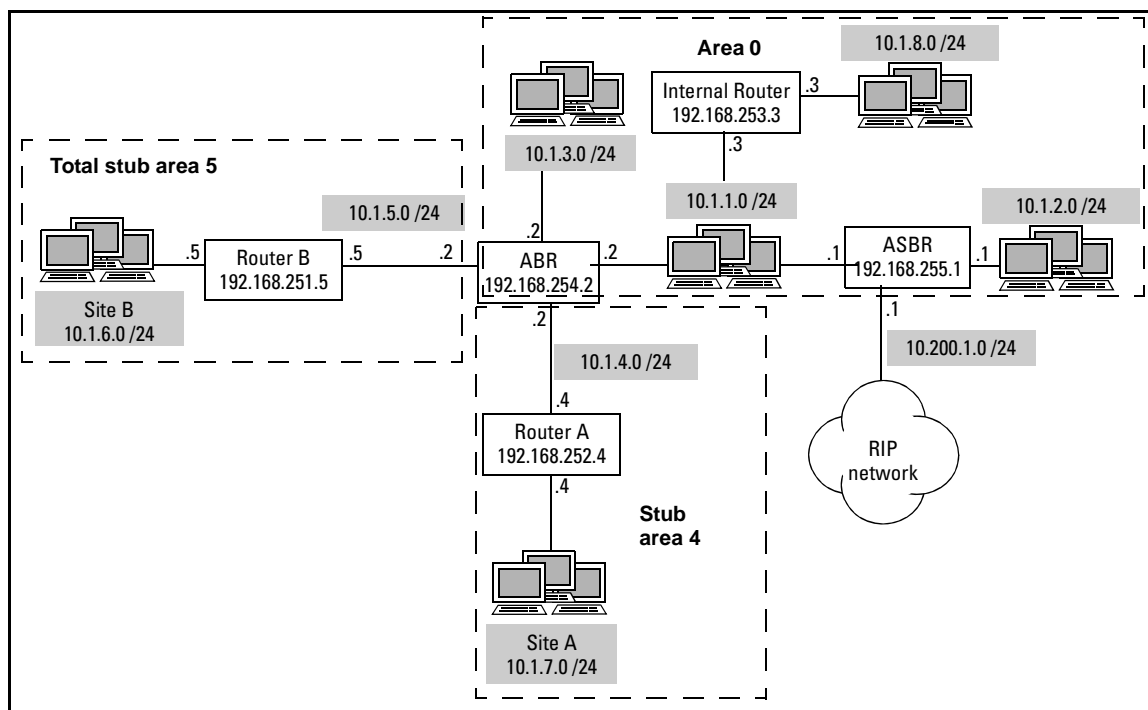 Area 0
10.1.8.0 /24
Internal Router
192.168.253.3
.3
.3
10.1.3.0 /24
Total stub area 5
10.1.5.0 /24
10.1.1.0 /24
10.1.2.0 /24
.5
Router B
192.168.251.5
.5
.2
.2
ABR
192.168.254.2
.2
.1
ASBR
192.168.255.1
.1
Site B
10.1.6.0 /24
.2
.1
10.1.4.0 /24
10.200.1.0 /24
.4
Router A
192.168.252.4
.4
RIP
network
Stub
area 4
Site A
10.1.7.0 /24